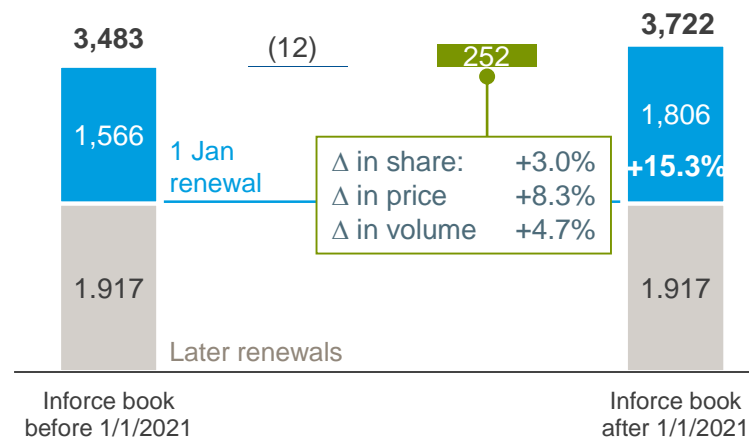 3,483
(12)
252
3,722
1,566
1 Jan
renewal
Δ in share: +3.0%
Δ in price +8.3%
Δ in volume +4.7%
1,806
+15.3%
1.917
1.917
Later renewals
Inforce book
before 1/1/2021
Inforce book
after 1/1/2021